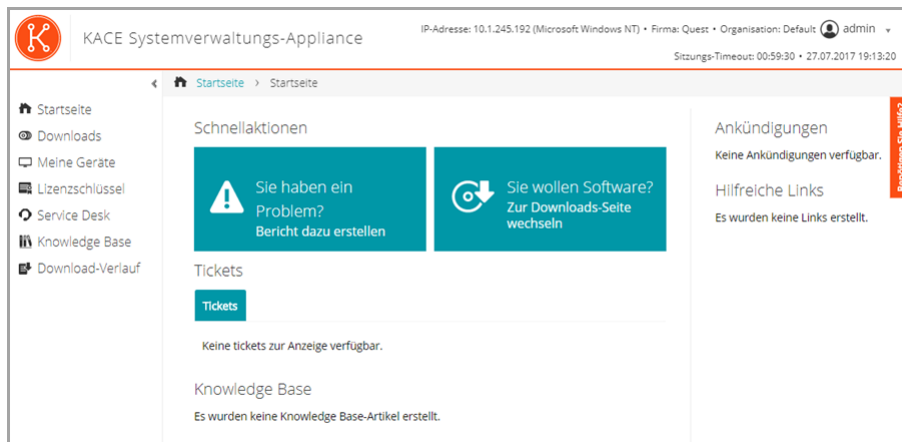 KACE Systemverwaltungs-Appliance
IP-Adresse: 10.1.245.192 (Microsoft Windows NT) • Firma: Quest • Organisation: Default admin
Sitzungs-Timeout: 00:59:30 • 27.07.2017 19:13:20
Startseite > Startseite
Startseite
Downloads
Meine Geräte
Lizenzschlüssel
Service Desk
Knowledge Base
Download-Verlauf
Schnellaktionen
Sie haben ein
Problem?
Bericht dazu erstellen
Sie wollen Software?
Zur Downloads-Seite
wechseln
Tickets
Tickets
Keine tickets zur Anzeige verfügbar.
Knowledge Base
Es wurden keine Knowledge Base-Artikel erstellt.
Ankündigungen
Keine Ankündigungen verfügbar.
Hilfreiche Links
Es wurden keine Links erstellt.
Benötigen Sie Hilfe?